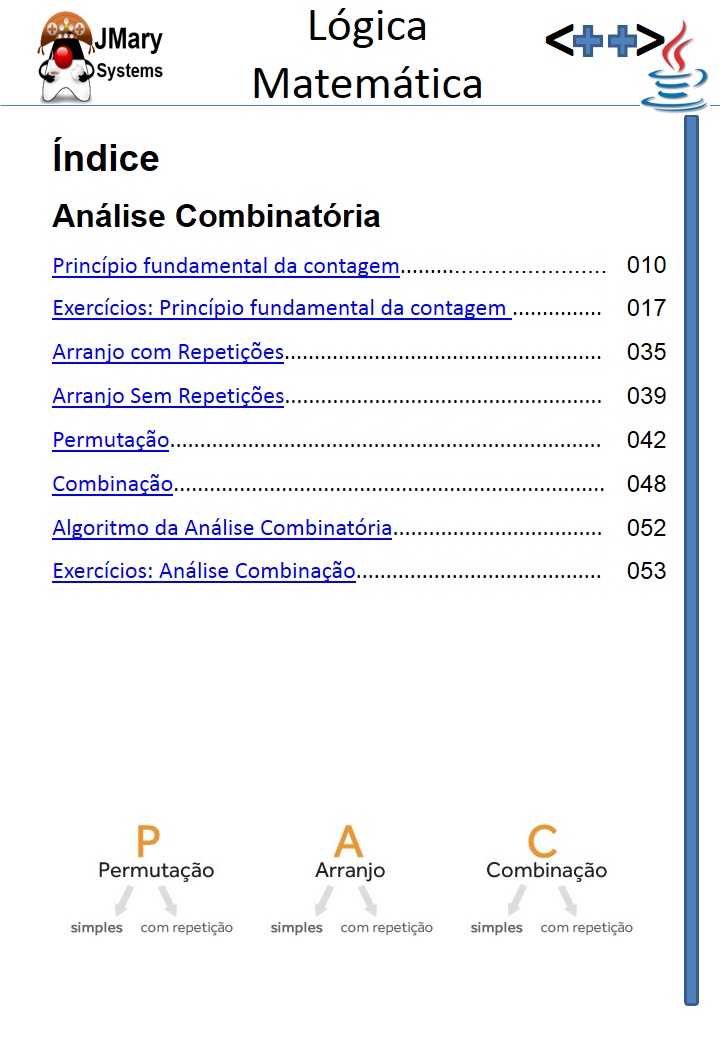 JMary
Systems
Lógica
Matemática
<++>
Índice
Análise Combinatória
Princípio fundamental da contagem................................. 010
Exercícios: Princípio fundamental da contagem ............... 017
Arranjo com Repetições..................................................... 035
Arranjo Sem Repetições..................................................... 039
Permutação........................................................................ 042
Combinação........................................................................ 048
Algoritmo da Análise Combinatória................................... 052
Exercícios: Análise Combinação......................................... 053
P A C
Permutação Arranjo Combinação
simples com repetição simples com repetição simples com repetição